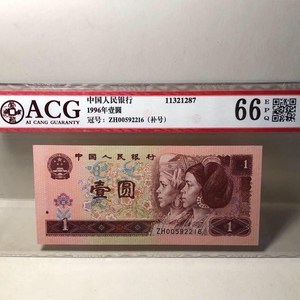 ACG
AI CANG GUARANTY
中国人民银行 11321287
1996年壹圆
冠号：ZH00592216（补号）
66 EPQ
中国人民银行
1
壹圆
1
ZH00592216
1